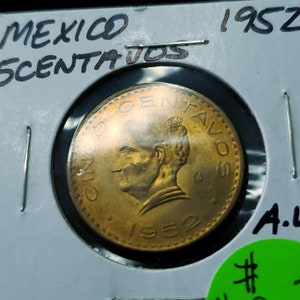 MEXICO 1952
5CENTAVOS
CINCO CENTAVOS
1952
#